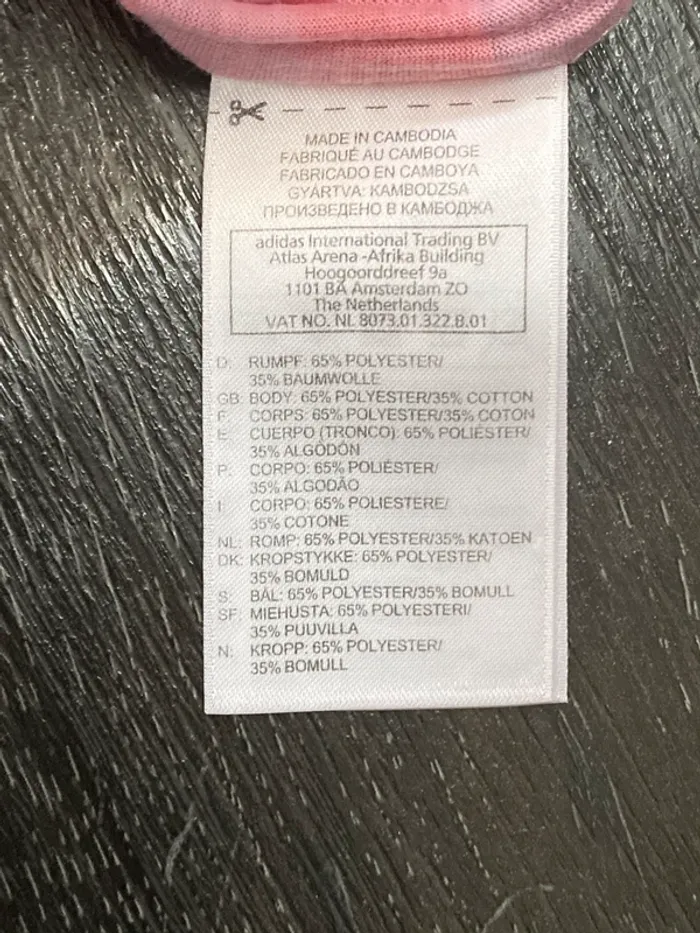 MADE IN CAMBODIA
FABRIQUÉ AU CAMBODGE
FABRICADO EN CAMBOYA
GYÁRTVA: KAMBODZSA
ПРОИЗВЕДЕНО В КАМБОДЖА
adidas International Trading BV
Atlas Arena -Afrika Building
Hoogoorddreef 9a
1101 BA Amsterdam ZO
The Netherlands
VAT NO. NL 8073.01.322.B.01
D: RUMPF: 65% POLYESTER/
35% BAUMWOLLE
GB: BODY: 65% POLYESTER/35% COTTON
F: CORPS: 65% POLYESTER/35% COTON
E: CUERPO (TRONCO): 65% POLIÉSTER/
35% ALGODÓN
P: CORPO: 65% POLIÉSTER/
35% ALGODÃO
I: CORPO: 65% POLIESTERE/
35% COTONE
NL: ROMP: 65% POLYESTER/35% KATOEN
DK: KROPSTYKKE: 65% POLYESTER/
35% BOMULD
S: BÅL: 65% POLYESTER/35% BOMULL
SF: MIEHUSTA: 65% POLYESTERI/
35% PUUVILLA
N: KROPP: 65% POLYESTER/
35% BOMULL